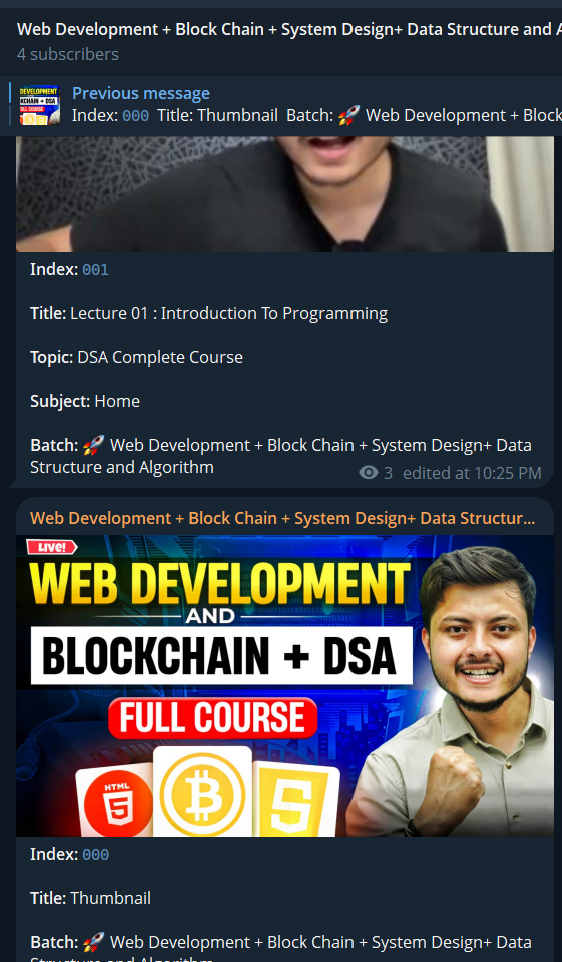 Web Development + Block Chain + System Design+ Data Structure and A
4 subscribers
Previous message
Index: 000 Title: Thumbnail Batch: 🚀 Web Development + Block
Index: 001
Title: Lecture 01 : Introduction To Programming
Topic: DSA Complete Course
Subject: Home
Batch: 🚀 Web Development + Block Chain + System Design+ Data
Structure and Algorithm
3 edited at 10:25 PM
Web Development + Block Chain + System Design+ Data Structur...
LIVE!
WEB DEVELOPMENT
AND
BLOCKCHAIN + DSA
FULL COURSE
HTML
5
Index: 000
Title: Thumbnail
Batch: 🚀 Web Development + Block Chain + System Design+ Data
Structure and Algorithm